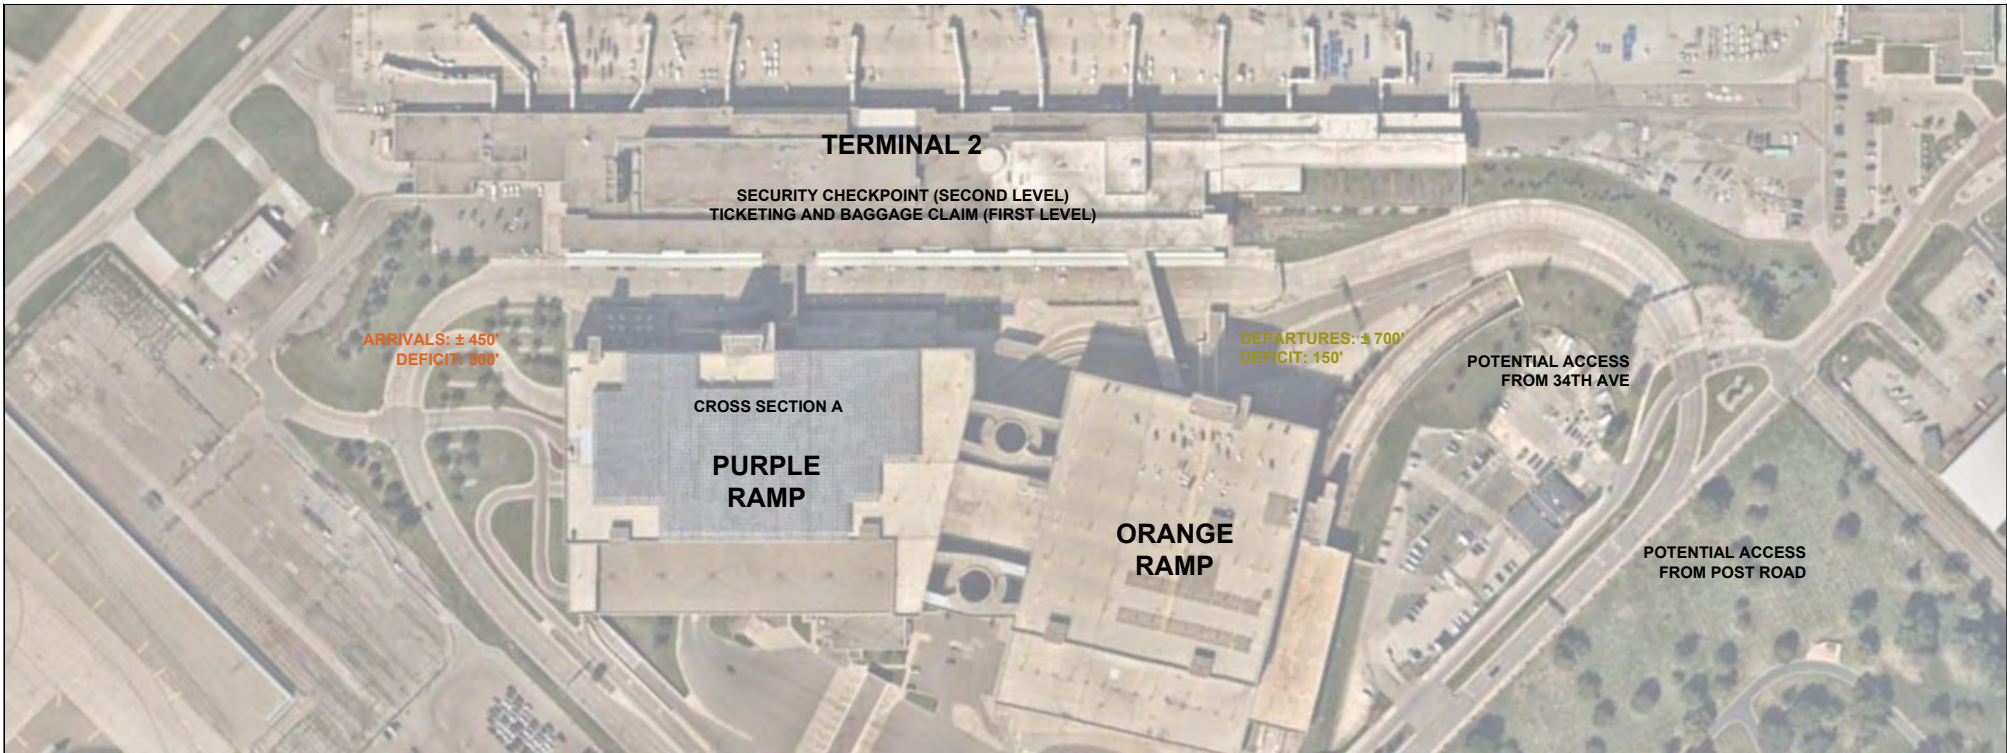 TERMINAL 2
SECURITY CHECKPOINT (SECOND LEVEL)
TICKETING AND BAGGAGE CLAIM (FIRST LEVEL)
ARRIVALS: ± 450'
DEFICIT: 500'
DEPARTURES: ± 700'
DEFICIT: 150'
POTENTIAL ACCESS
FROM 34TH AVE
CROSS SECTION A
PURPLE
RAMP
ORANGE
RAMP
POTENTIAL ACCESS
FROM POST ROAD